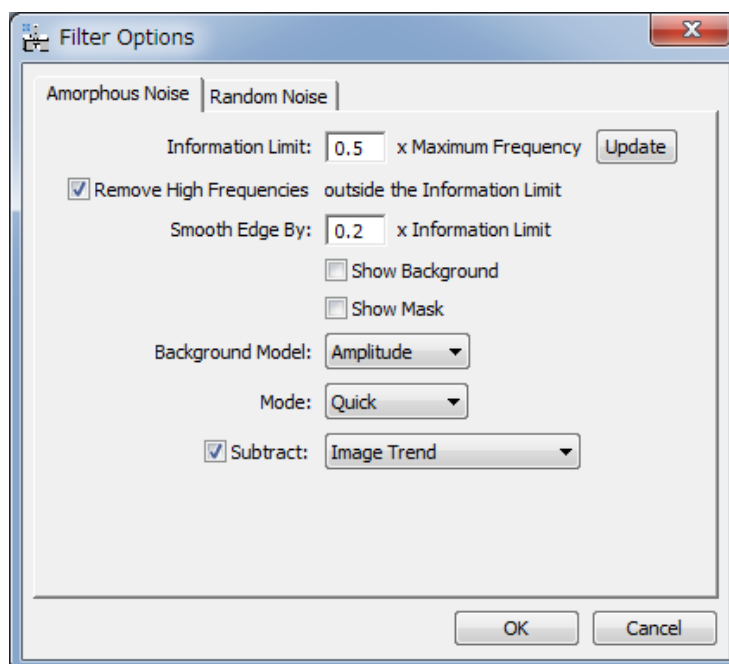 Filter Options
Amorphous Noise Random Noise
Information Limit: 0.5 x Maximum Frequency Update
Remove High Frequencies outside the Information Limit
Smooth Edge By: 0.2 x Information Limit
Show Background
Show Mask
Background Model: Amplitude
Mode: Quick
Subtract: Image Trend
OK Cancel